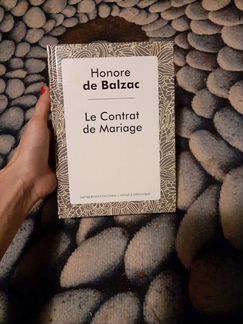 Honore
de Balzac
Le Contrat
de Mariage